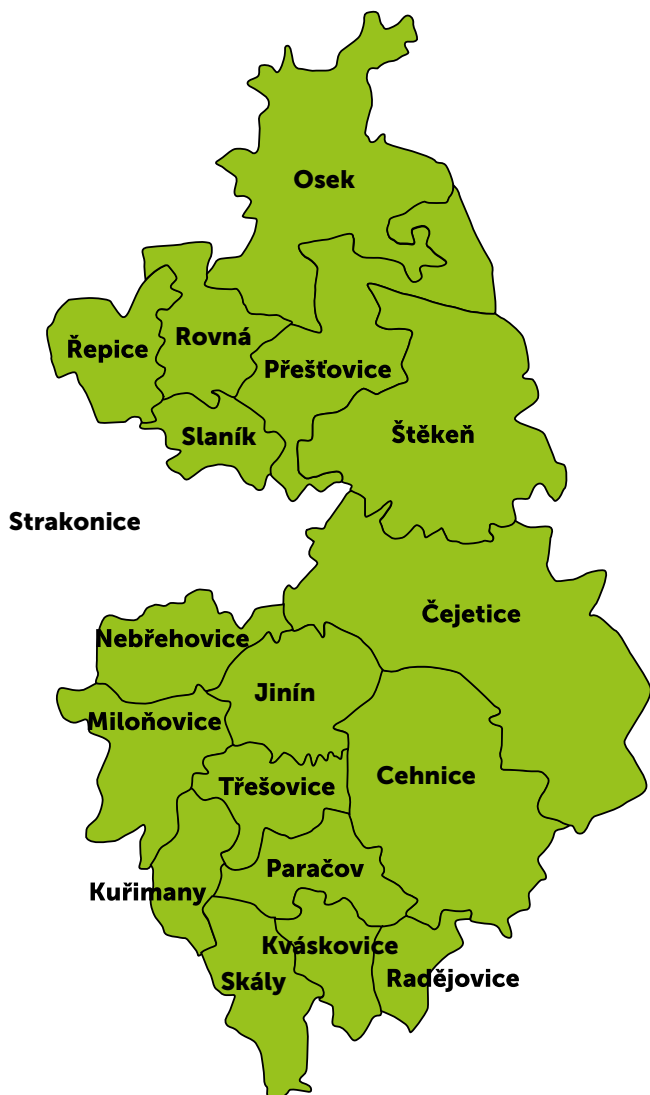 Osek
Rovná
Řepice
Přešťovice
Slaník
Štěkeň
Strakonice
Čejetice
Nebřehovice
Jinín
Miloňovice
Cehnice
Třešovice
Paračov
Kuřimany
Kváskovice
Skály
Radějovice